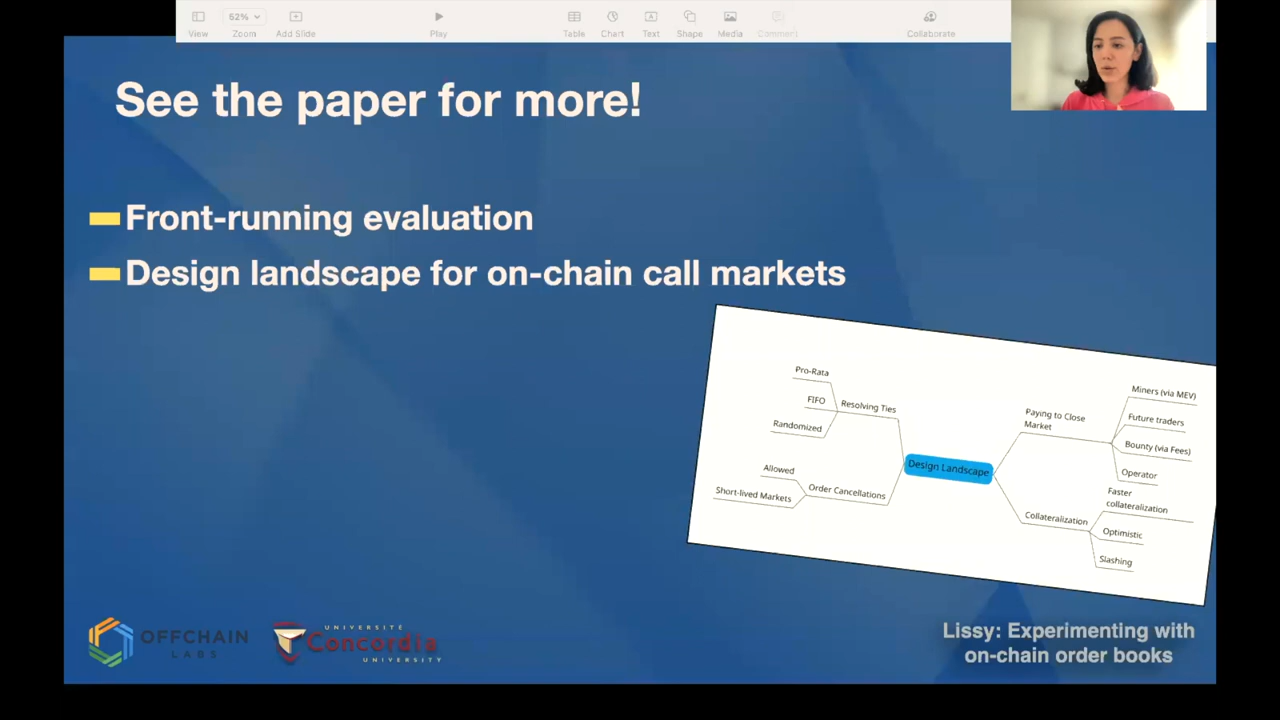 View
62%
Zoom
Add Slide
Play
Table
Chart
Text
Shape
Media
Comment
Collaborate
See the paper for more!
Front-running evaluation
Design landscape for on-chain call markets
Pro-Rata
FIFO
Randomized
Resolving Ties
Allowed
Short-lived Markets
Order Cancellations
Design Landscape
Paying to Close
Market
Miners (via MEV)
Future traders
Bounty (via Fees)
Operator
Collateralization
Faster
collateralization
Optimistic
Slashing
OFFCHAIN
LABS
UNIVERSITÉ
Concordia
UNIVERSITY
Lissy: Experimenting with
on-chain order books